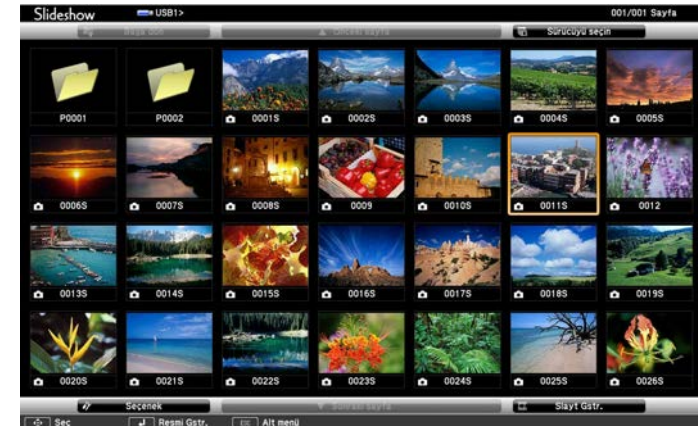 Slideshow USB1> 001/001 Sayfa
Başa dön ▲ Önceki sayfa Sürücüyü seçin
P0001 P0002 0001S 0002S 0003S 0004S 0005S
0006S 0007S 0008S 0009 0010S 0011S 0012
0013S 0014S 0015S 0016S 0017S 0018S 0019S
0020S 0021S 0022S 0023S 0024S 0025S 0026S
Seçenek ▼ Sonraki sayfa Slayt Gstr.
Seç Resmi Gstr. Esc Alt menü